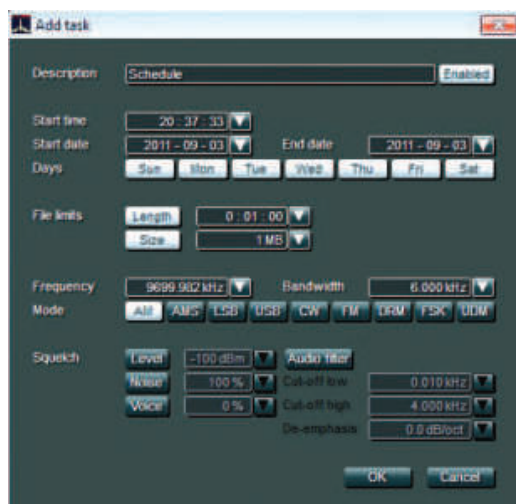 Add task
Description Schedule Enabled
Start time 20 : 37 : 33
Start date 2011 - 09 - 03 End date 2011 - 09 - 03
Days Sun Mon Tue Wed Thu Fri Sat
File limits Length 0 : 01 : 00
Size 1 MB
Frequency 9699.982 kHz Bandwidth 6.000 kHz
Mode AM AMS LSB USB CW FM DRM FSK UDM
Squelch Level -100 dBm Audio filter
Noise 100 % Cut-off low 0.010 kHz
Voice 0 % Cut-off high 4.000 kHz
De-emphasis 0.0 dB/oct
OK Cancel